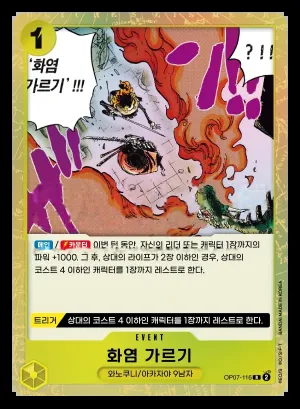 1
'화염
가르기'!!!
?!!
메인 / 카운터 이번 턴 동안, 자신의 리더 또는 캐릭터 1장까지의
파워 +1000. 그 후, 상대의 라이프가 2장 이하인 경우, 상대의
코스트 4 이하인 캐릭터를 1장까지 레스트로 한다.
트리거 상대의 코스트 4 이하인 캐릭터를 1장까지 레스트로 한다.
EVENT
화염 가르기
와노쿠니/아카자야 9남자
OP07-116 R 2
BANDAI MADE IN KOREA